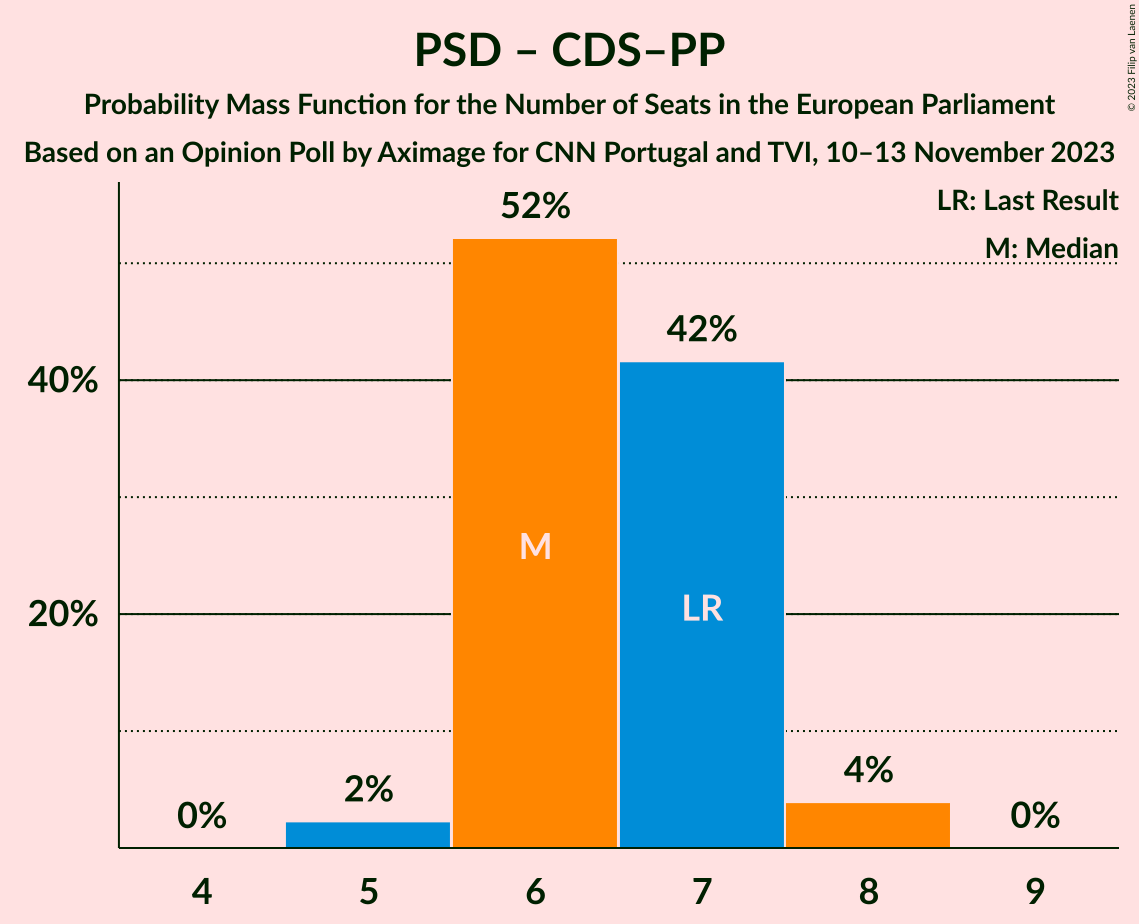 PSD – CDS–PP
Probability Mass Function for the Number of Seats in the European Parliament
Based on an Opinion Poll by Aximage for CNN Portugal and TVI, 10–13 November 2023
© 2023 Filip van Laenen
LR: Last Result
M: Median
52%
42%
40%
M
LR
20%
4%
2%
0%
0%
4 5 6 7 8 9